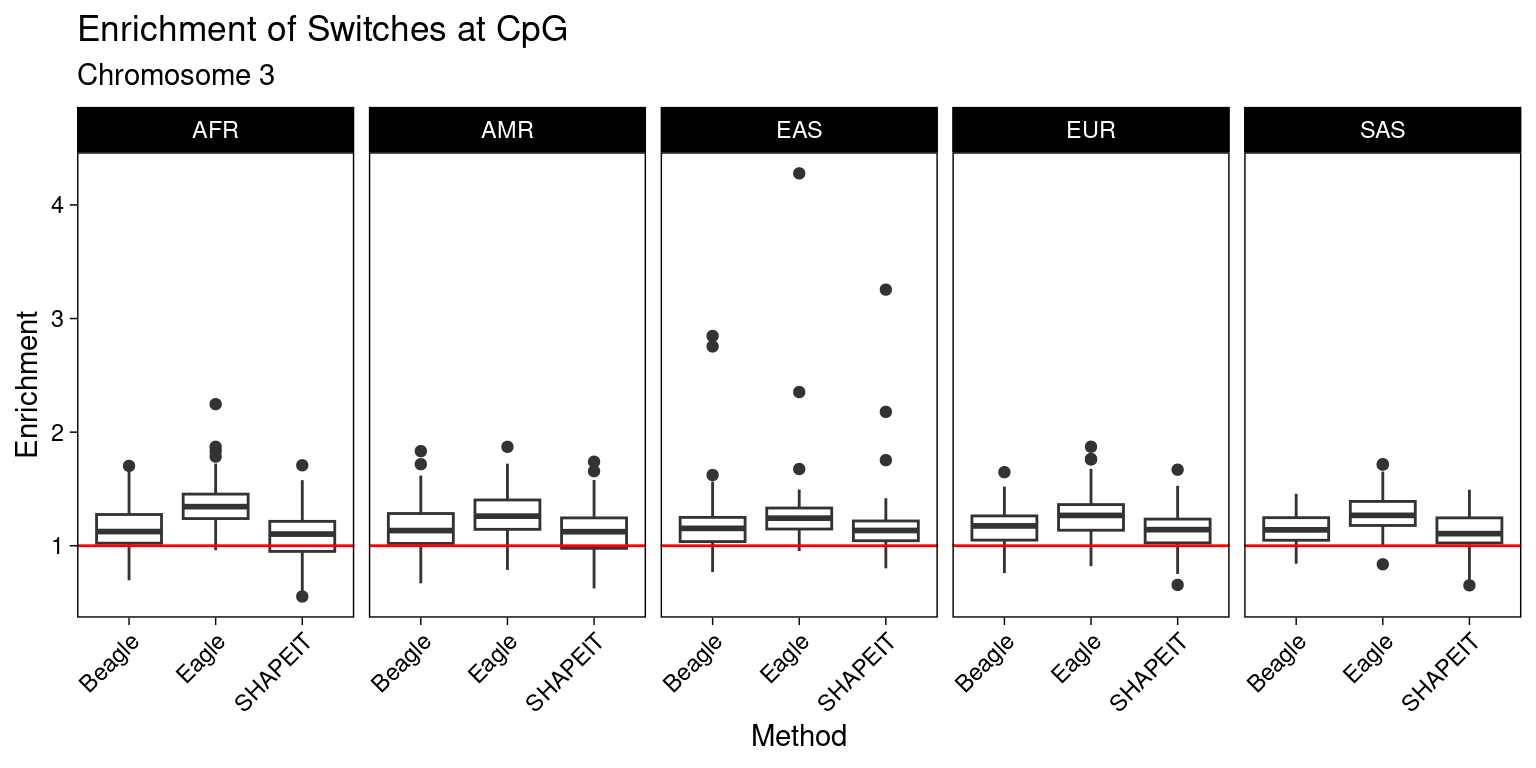 Enrichment of Switches at CpG
Chromosome 3
AFR AMR EAS EUR SAS
4
3
2
1
Enrichment
Beagle Eagle SHAPEIT Beagle Eagle SHAPEIT Beagle Eagle SHAPEIT Beagle Eagle SHAPEIT Beagle Eagle SHAPEIT
Method